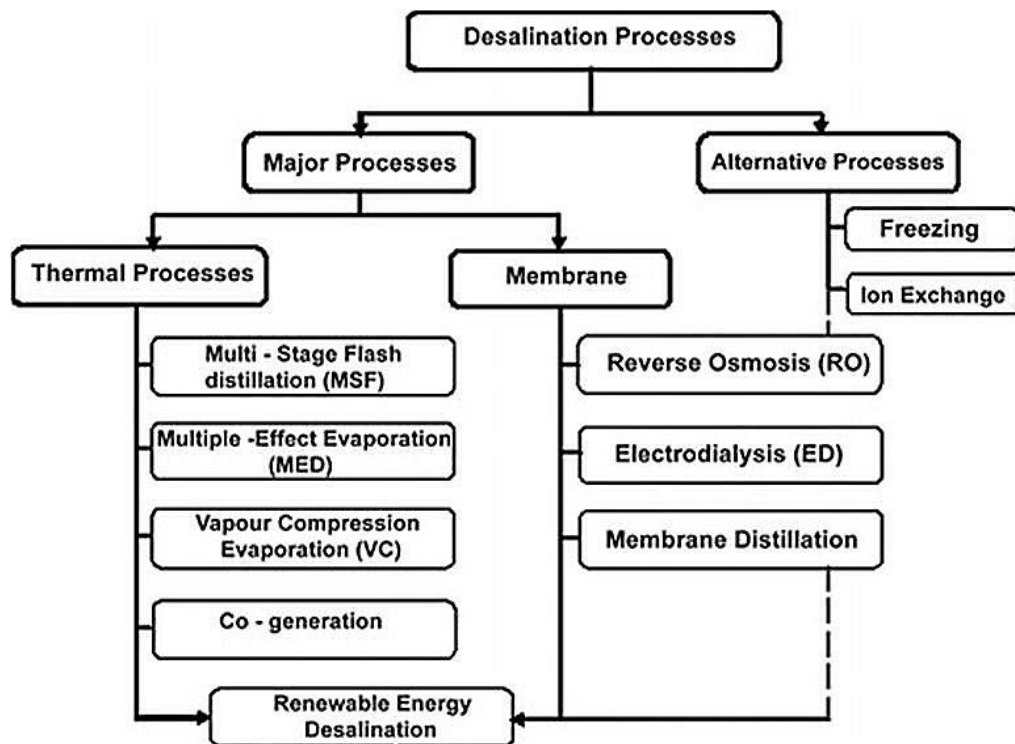 Desalination Processes
Major Processes
Alternative Processes
Freezing
Ion Exchange
Thermal Processes
Membrane
Multi - Stage Flash
distillation (MSF)
Multiple -Effect Evaporation
(MED)
Vapour Compression
Evaporation (VC)
Co - generation
Reverse Osmosis (RO)
Electrodialysis (ED)
Membrane Distillation
Renewable Energy
Desalination